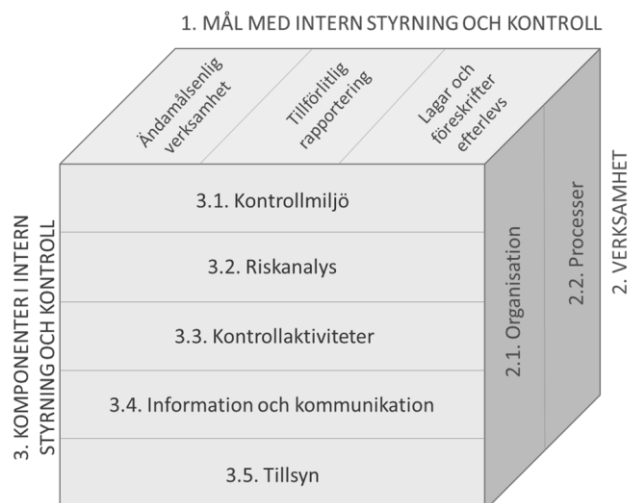 1. MÅL MED INTERN STYRNING OCH KONTROLL
Ändamålsenlig
verksamhet
Tillförlitlig
rapportering
Lagar och
föreskrifter
efterlevs
3. KOMPONENTER I INTERN
STYRNING OCH KONTROLL
3.1. Kontrollmiljö
3.2. Riskanalys
3.3. Kontrollaktiviteter
3.4. Information och kommunikation
3.5. Tillsyn
2.1. Organisation
2.2. Processer
2. VERKSAMHET